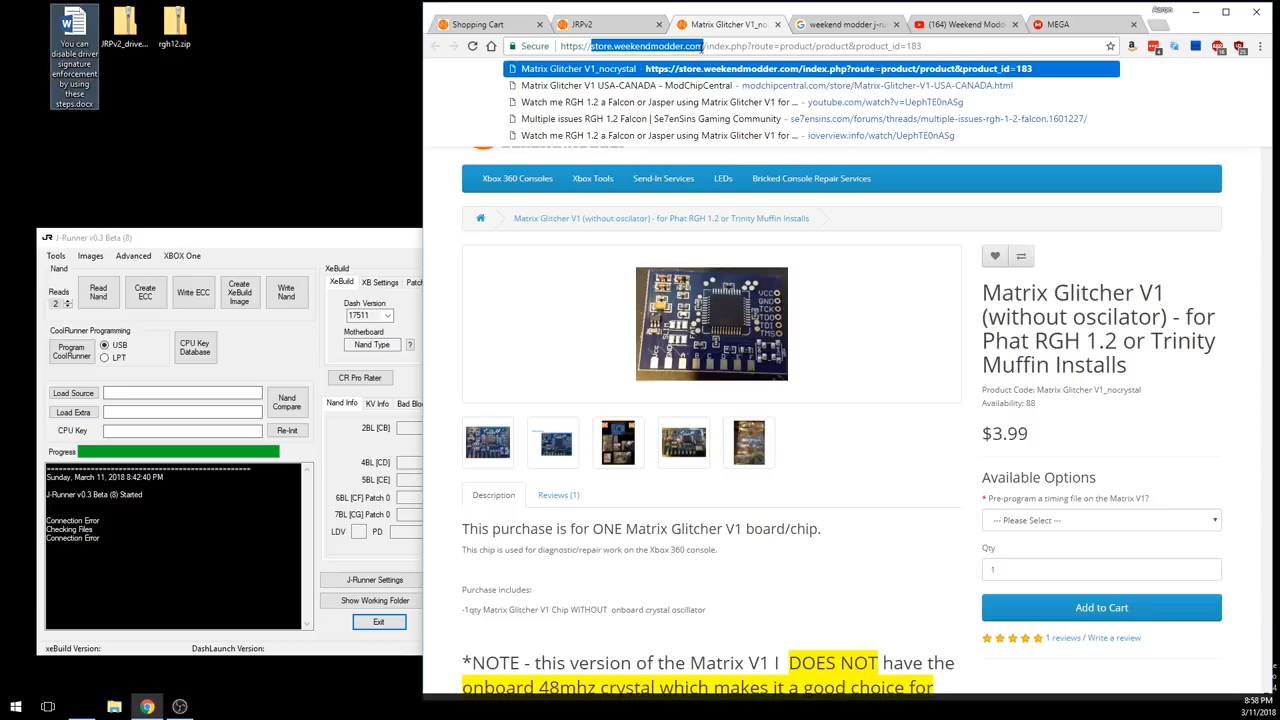 You can
disable driver
signature
enforcement
by using
these
steps.docx
JRPv2_drive...
rgh12.zip
Aaron
Shopping Cart
JRPv2
Matrix Glitcher V1_no...
weekend modder j-ru
(164) Weekend Modd
MEGA
Secure
https://store.weekendmodder.com/index.php?route=product/product&product_id=183
Matrix Glitcher V1_nocrystal - https://store.weekendmodder.com/index.php?route=product/product&product_id=183
Matrix Glitcher V1 USA-CANADA - ModChipCentral - modchipcentral.com/store/Matrix-Glitcher-V1-USA-CANADA.html
Watch me RGH 1.2 a Falcon or Jasper using Matrix Glitcher V1 for ... - youtube.com/watch?v=UephTE0nASg
Multiple issues RGH 1.2 Falcon | Se7enSins Gaming Community - se7ensins.com/forums/threads/multiple-issues-rgh-1-2-falcon.1601227/
Watch me RGH 1.2 a Falcon or Jasper using Matrix Glitcher V1 for ... - ioverview.info/watch/UephTE0nASg
Xbox 360 Consoles
Xbox Tools
Send-In Services
LEDs
Bricked Console Repair Services
Matrix Glitcher V1 (without oscilator) - for Phat RGH 1.2 or Trinity Muffin Installs
Vcc
GND
TCK
TDO
TDI
TMS
Matrix Glitcher V1
(without oscilator) - for
Phat RGH 1.2 or Trinity
Muffin Installs
Product Code: Matrix Glitcher V1_nocrystal
Availability: 88
$3.99
Available Options
* Pre-program a timing file on the Matrix V1?
--- Please Select ---
Qty
1
Add to Cart
1 reviews / Write a review
Description
Reviews (1)
This purchase is for ONE Matrix Glitcher V1 board/chip.
This chip is used for diagnostic/repair work on the Xbox 360 console.
Purchase includes:
-1qty Matrix Glitcher V1 Chip WITHOUT onboard crystal oscillator
*NOTE - this version of the Matrix V1 I DOES NOT have the
onboard 48mhz crystal which makes it a good choice for
JR J-Runner v0.3 Beta (8)
Tools Images Advanced XBOX One
Nand
Reads
2
Read
Nand
Create
ECC
Write ECC
Create
XeBuild
Image
Write
Nand
CoolRunner Programming
Program
CoolRunner
USB
LPT
CPU Key
Database
Load Source
Load Extra
CPU Key
Nand
Compare
Re-Init
Progress
Sunday, March 11, 2018 8:42:40 PM
J-Runner v0.3 Beta (8) Started
Connection Error
Checking Files
Connection Error
XeBuild
XeBuild XB Settings Patc
Dash Version
17511
Motherboard
Nand Type ?
CR Pro Rater
Nand Info KV Info Bad Blo
2BL [CB]
4BL [CD]
5BL [CE]
6BL [CF] Patch 0
7BL [CG] Patch 0
LDV PD
J-Runner Settings
Show Working Folder
Exit
xeBuild Version:
DashLaunch Version:
8:58 PM
3/11/2018